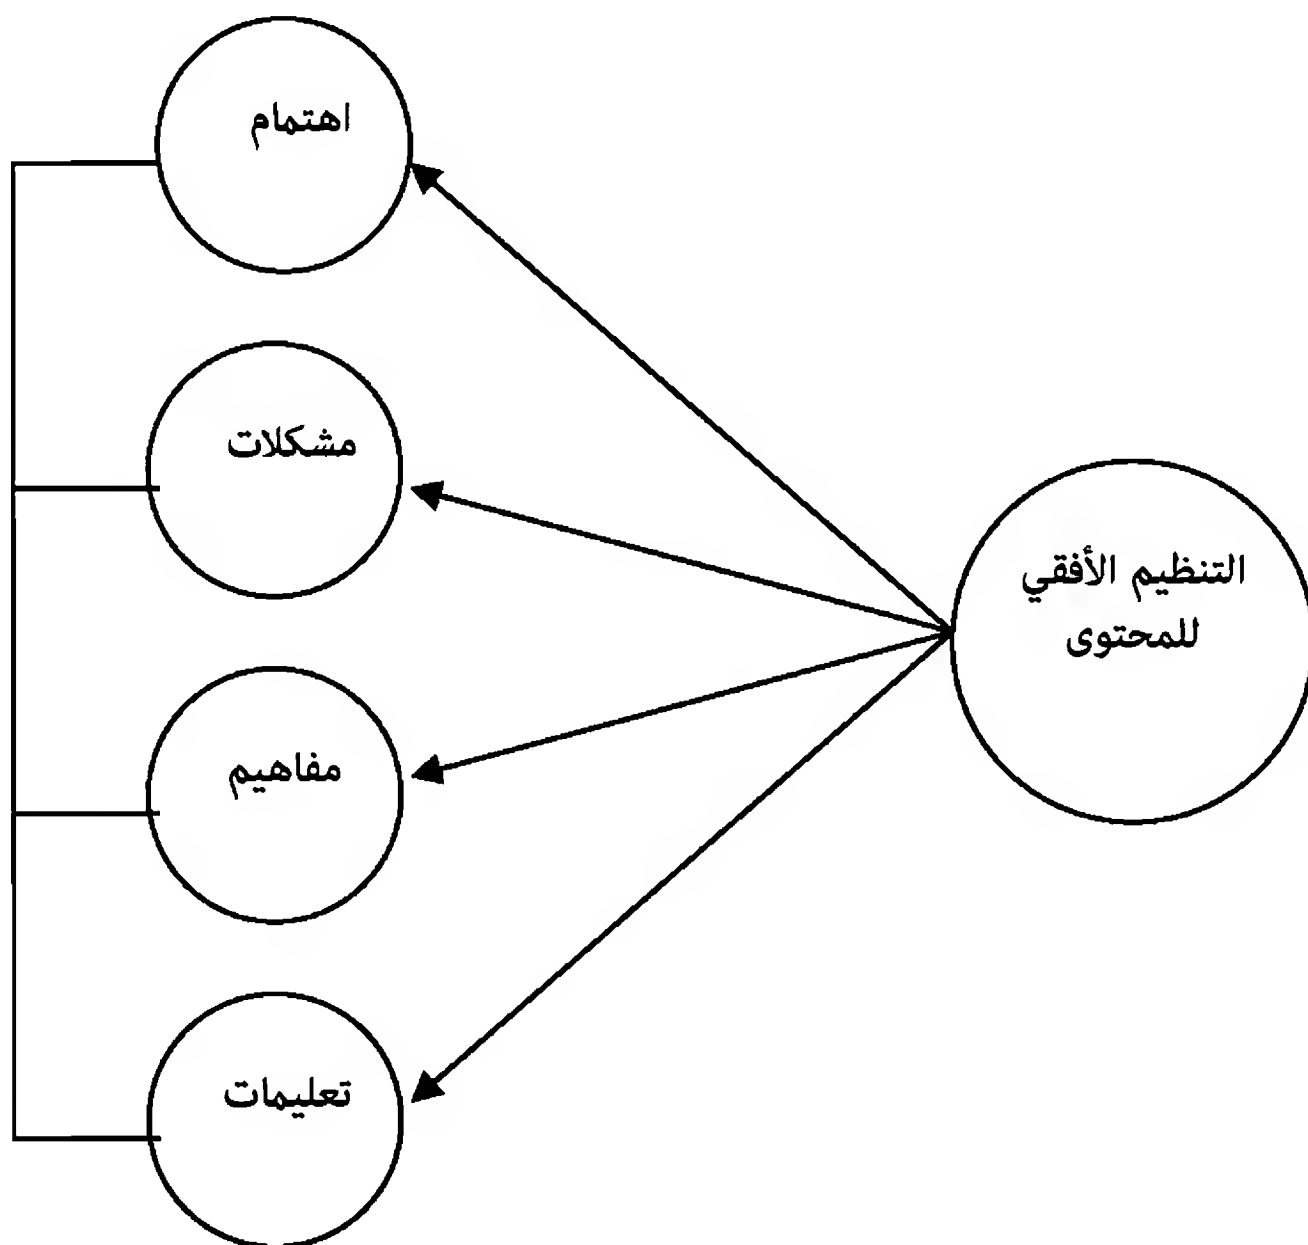 اهتمام
مشكلات
التنظيم الأفقي
للمحتوى
مفاهيم
تعليمات